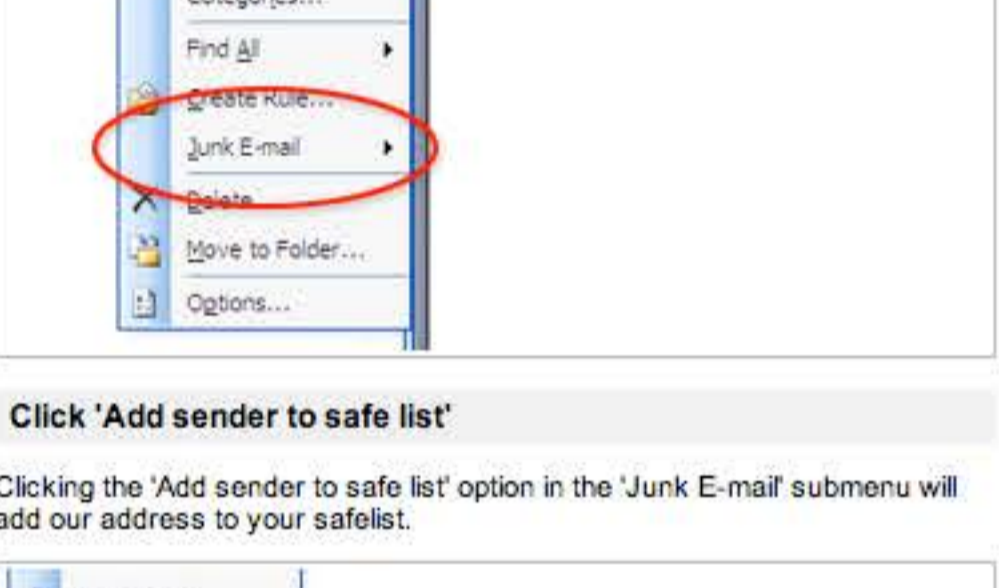 Categories...
Find All
Create Rule...
Junk E-mail
Delete
Move to Folder...
Options...
Click 'Add sender to safe list'
Clicking the 'Add sender to safe list' option in the 'Junk E-mail' submenu will
add our address to your safelist.